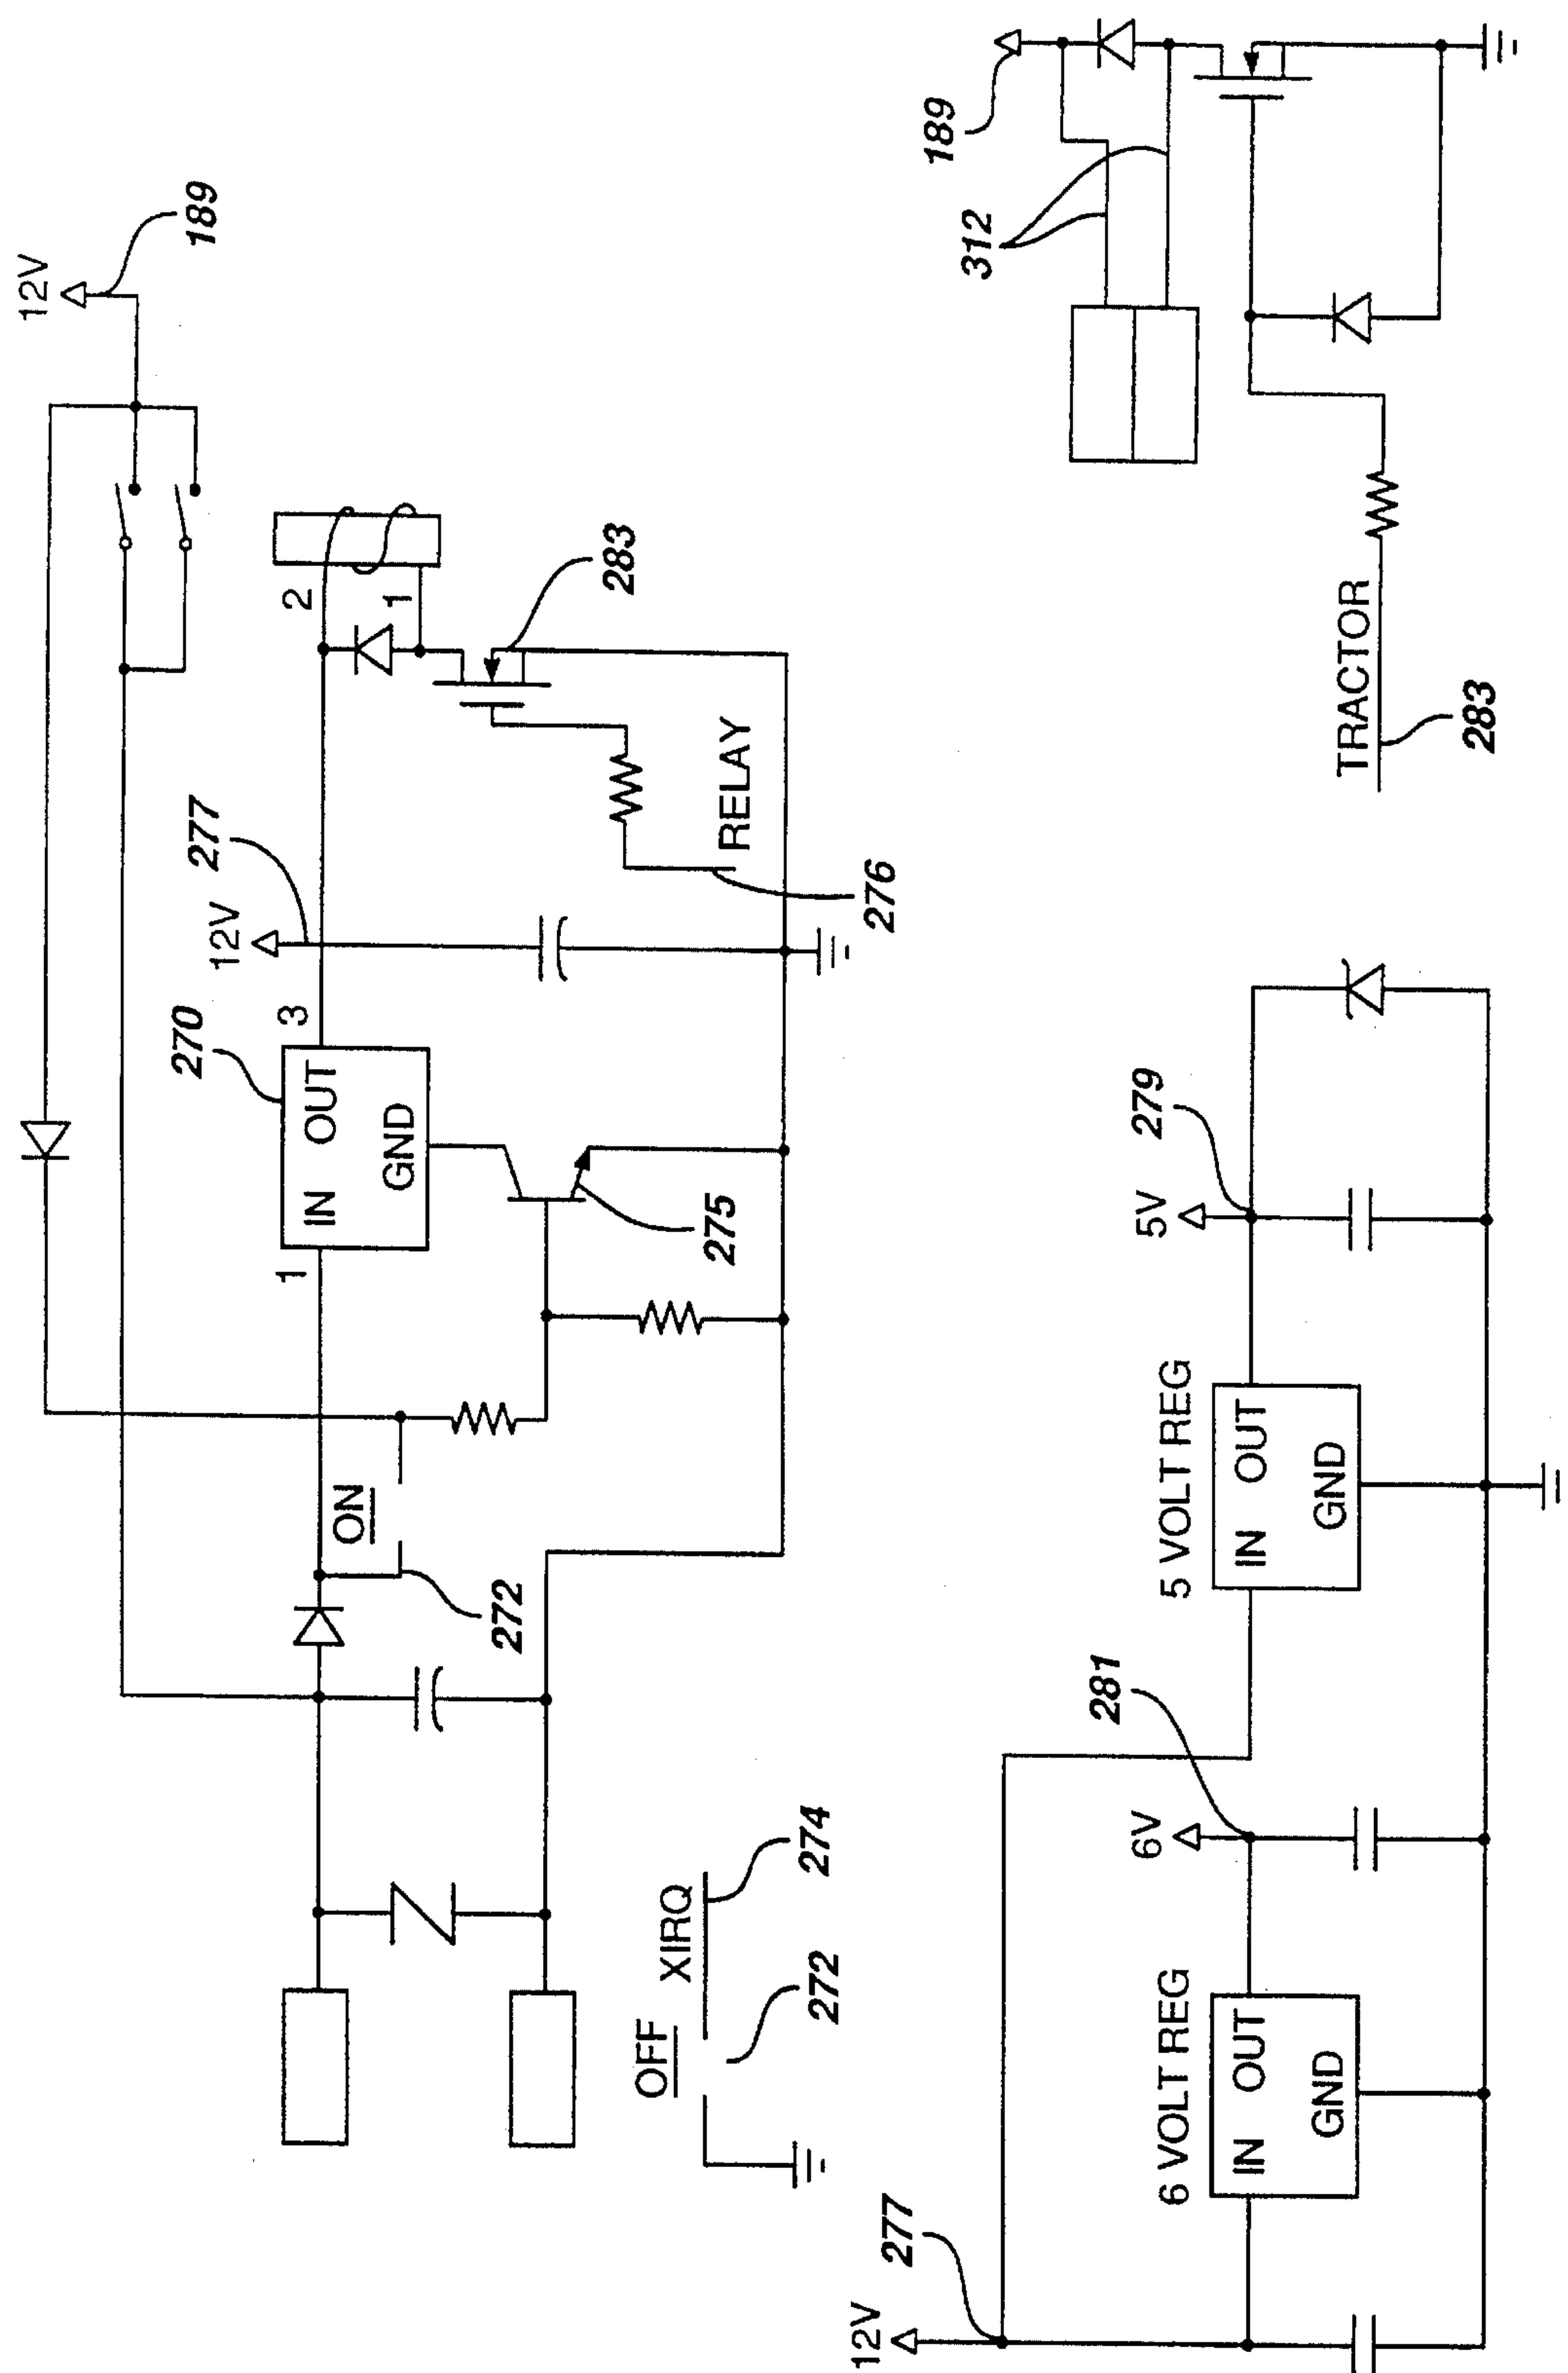 12V
189
2
1
283
277
12V
3
270
IN OUT
GND
1
275
RELAY
276
ON
272
OFF
XIRQ
274
272
189
312
TRACTOR
283
12V
277
6 VOLT REG
IN OUT
GND
6V
281
5 VOLT REG
IN OUT
GND
5V
279